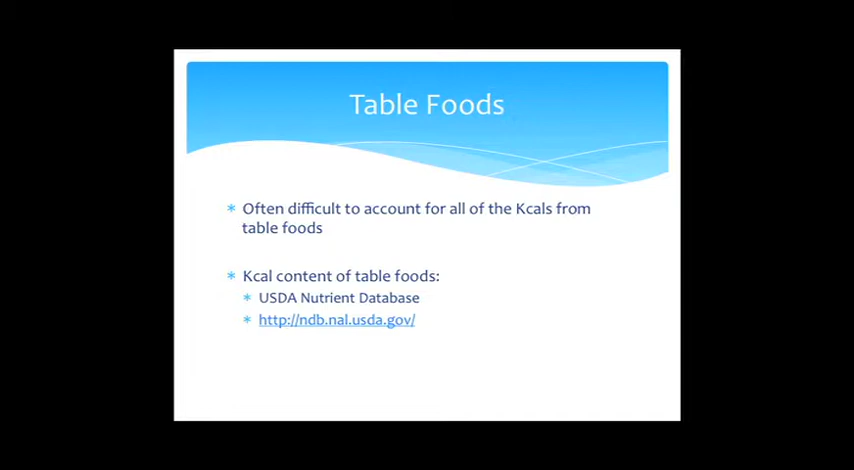 Table Foods
* Often difficult to account for all of the Kcals from
table foods
* Kcal content of table foods:
* USDA Nutrient Database
* http://ndb.nal.usda.gov/